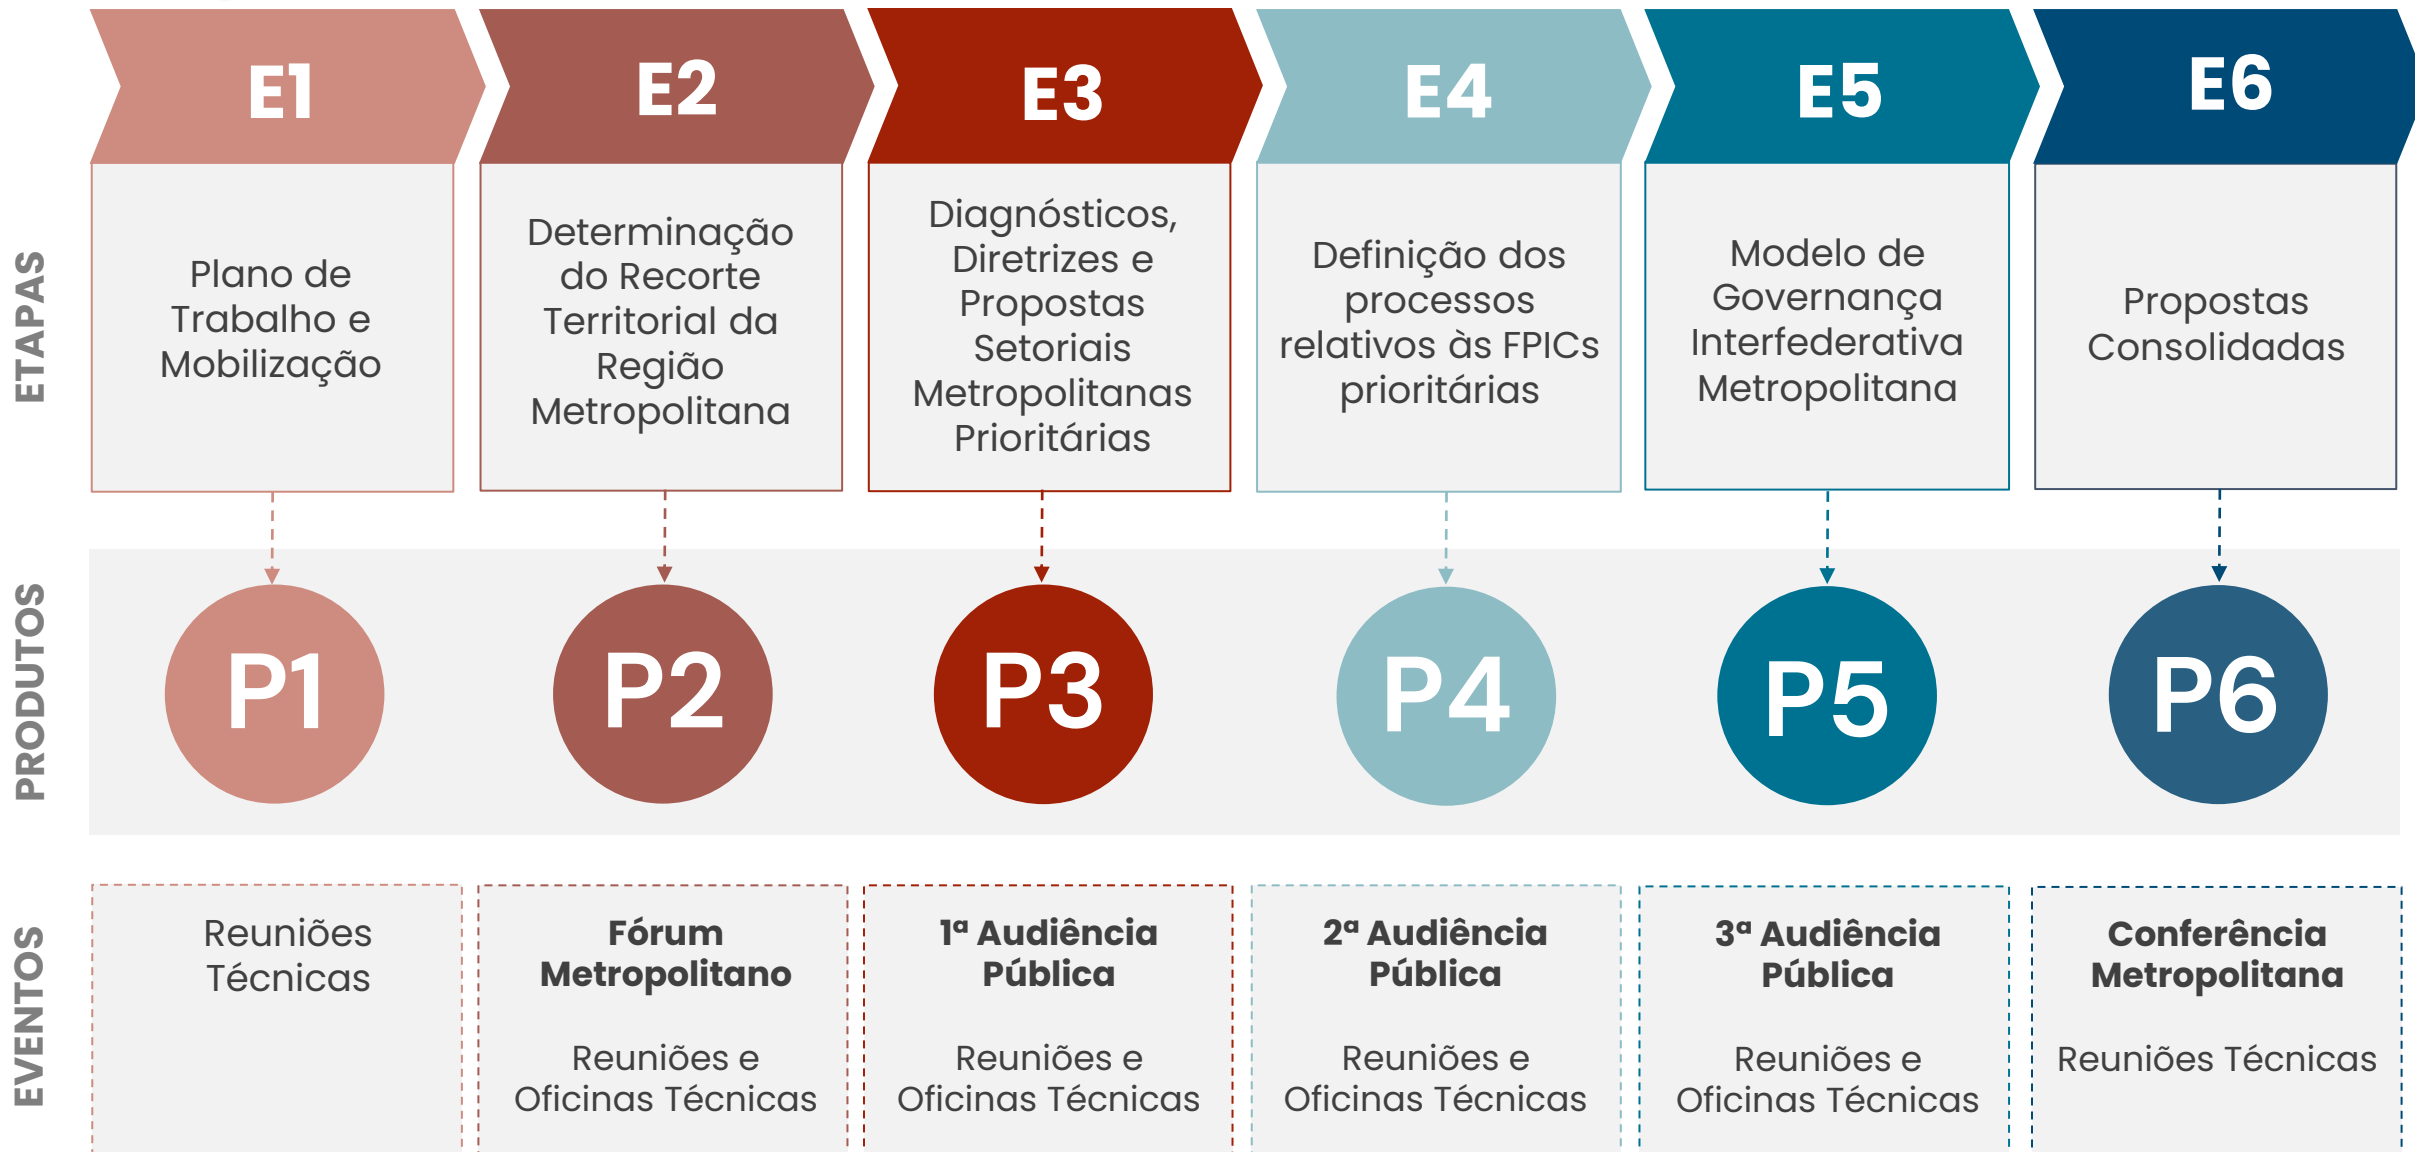 E1
E2
E3
E4
E5
E6
ETAPAS
Plano de
Trabalho e
Mobilização
Determinação
do Recorte
Territorial da
Região
Metropolitana
Diagnósticos,
Diretrizes e
Propostas
Setoriais
Metropolitanas
Prioritárias
Definição dos
processos
relativos às FPICs
prioritárias
Modelo de
Governança
Interfederativa
Metropolitana
Propostas
Consolidadas
PRODUTOS
P1
P2
P3
P4
P5
P6
EVENTOS
Reuniões
Técnicas
Fórum
Metropolitano
Reuniões e
Oficinas Técnicas
1ª Audiência
Pública
Reuniões e
Oficinas Técnicas
2ª Audiência
Pública
Reuniões e
Oficinas Técnicas
3ª Audiência
Pública
Reuniões e
Oficinas Técnicas
Conferência
Metropolitana
Reuniões Técnicas